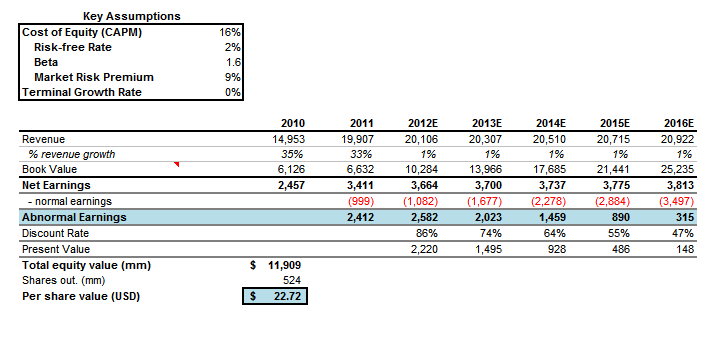 Key Assumptions
Cost of Equity (CAPM) 16%
Risk-free Rate 2%
Beta 1.6
Market Risk Premium 9%
Terminal Growth Rate 0%
2010 2011 2012E 2013E 2014E 2015E 2016E
Revenue 14,953 19,907 20,106 20,307 20,510 20,715 20,922
% revenue growth 35% 33% 1% 1% 1% 1% 1%
Book Value 6,126 6,632 10,284 13,966 17,685 21,441 25,235
Net Earnings 2,457 3,411 3,664 3,700 3,737 3,775 3,813
- normal earnings (999) (1,082) (1,677) (2,278) (2,884) (3,497)
Abnormal Earnings 2,412 2,582 2,023 1,459 890 315
Discount Rate 86% 74% 64% 55% 47%
Present Value 2,220 1,495 928 486 148
Total equity value (mm) $ 11,909
Shares out. (mm) 524
Per share value (USD) $ 22.72